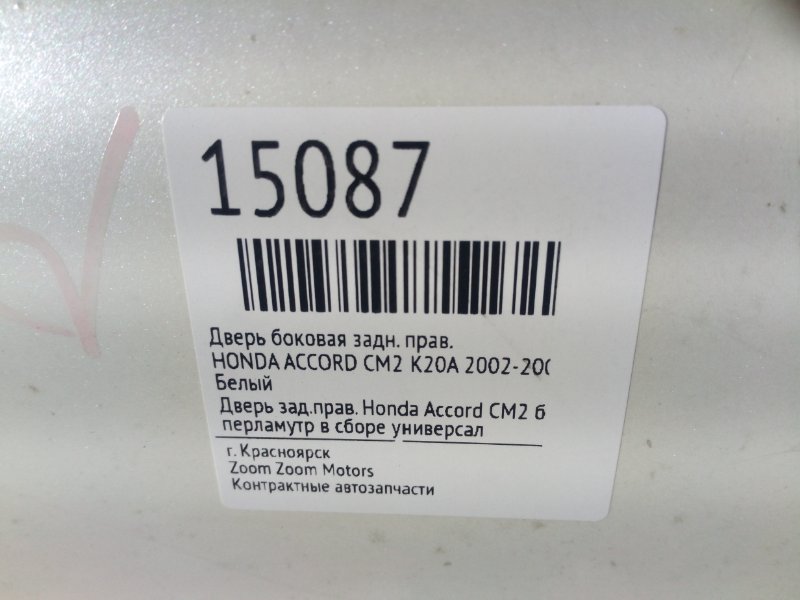 15087
Дверь боковая задн. прав.
HONDA ACCORD CM2 K20A 2002-200
Белый
Дверь зад.прав. Honda Accord CM2 б
перламутр в сборе универсал
г. Красноярск
Zoom Zoom Motors
Контрактные автозапчасти